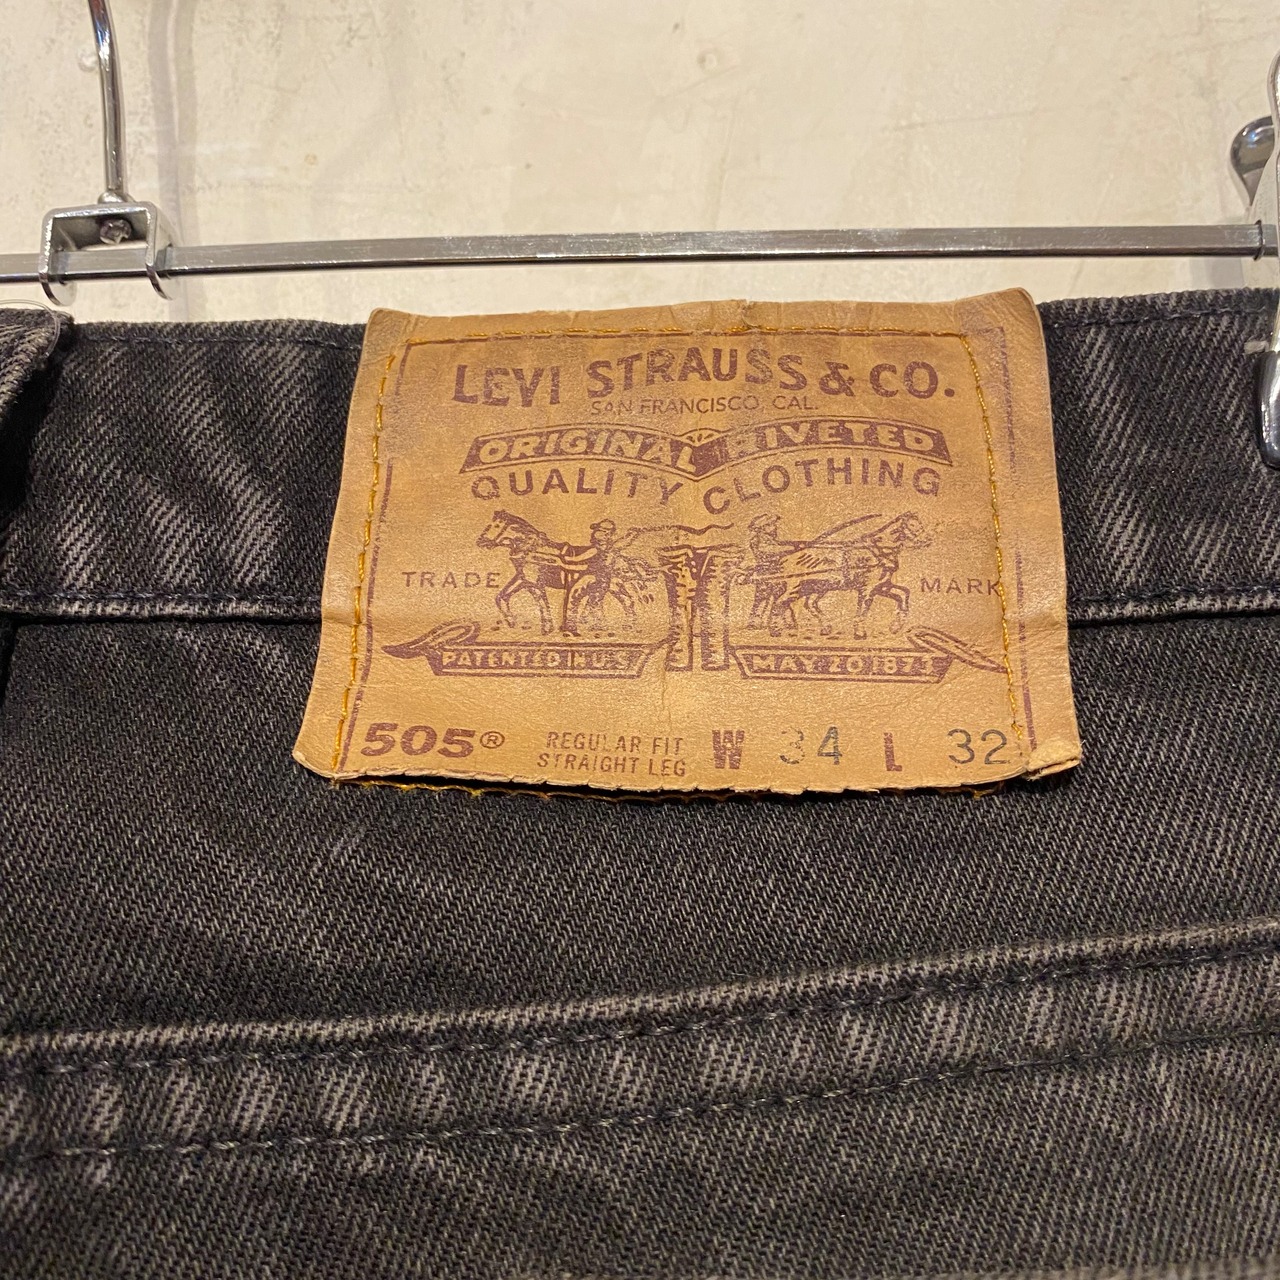 LEVI STRAUSS & CO.
SAN FRANCISCO, CAL.
ORIGINAL RIVETED
QUALITY CLOTHING
TRADE MARK
PATENTED IN U.S. MAY 20 1873
505® REGULAR FIT W 34 L 32
STRAIGHT LEG